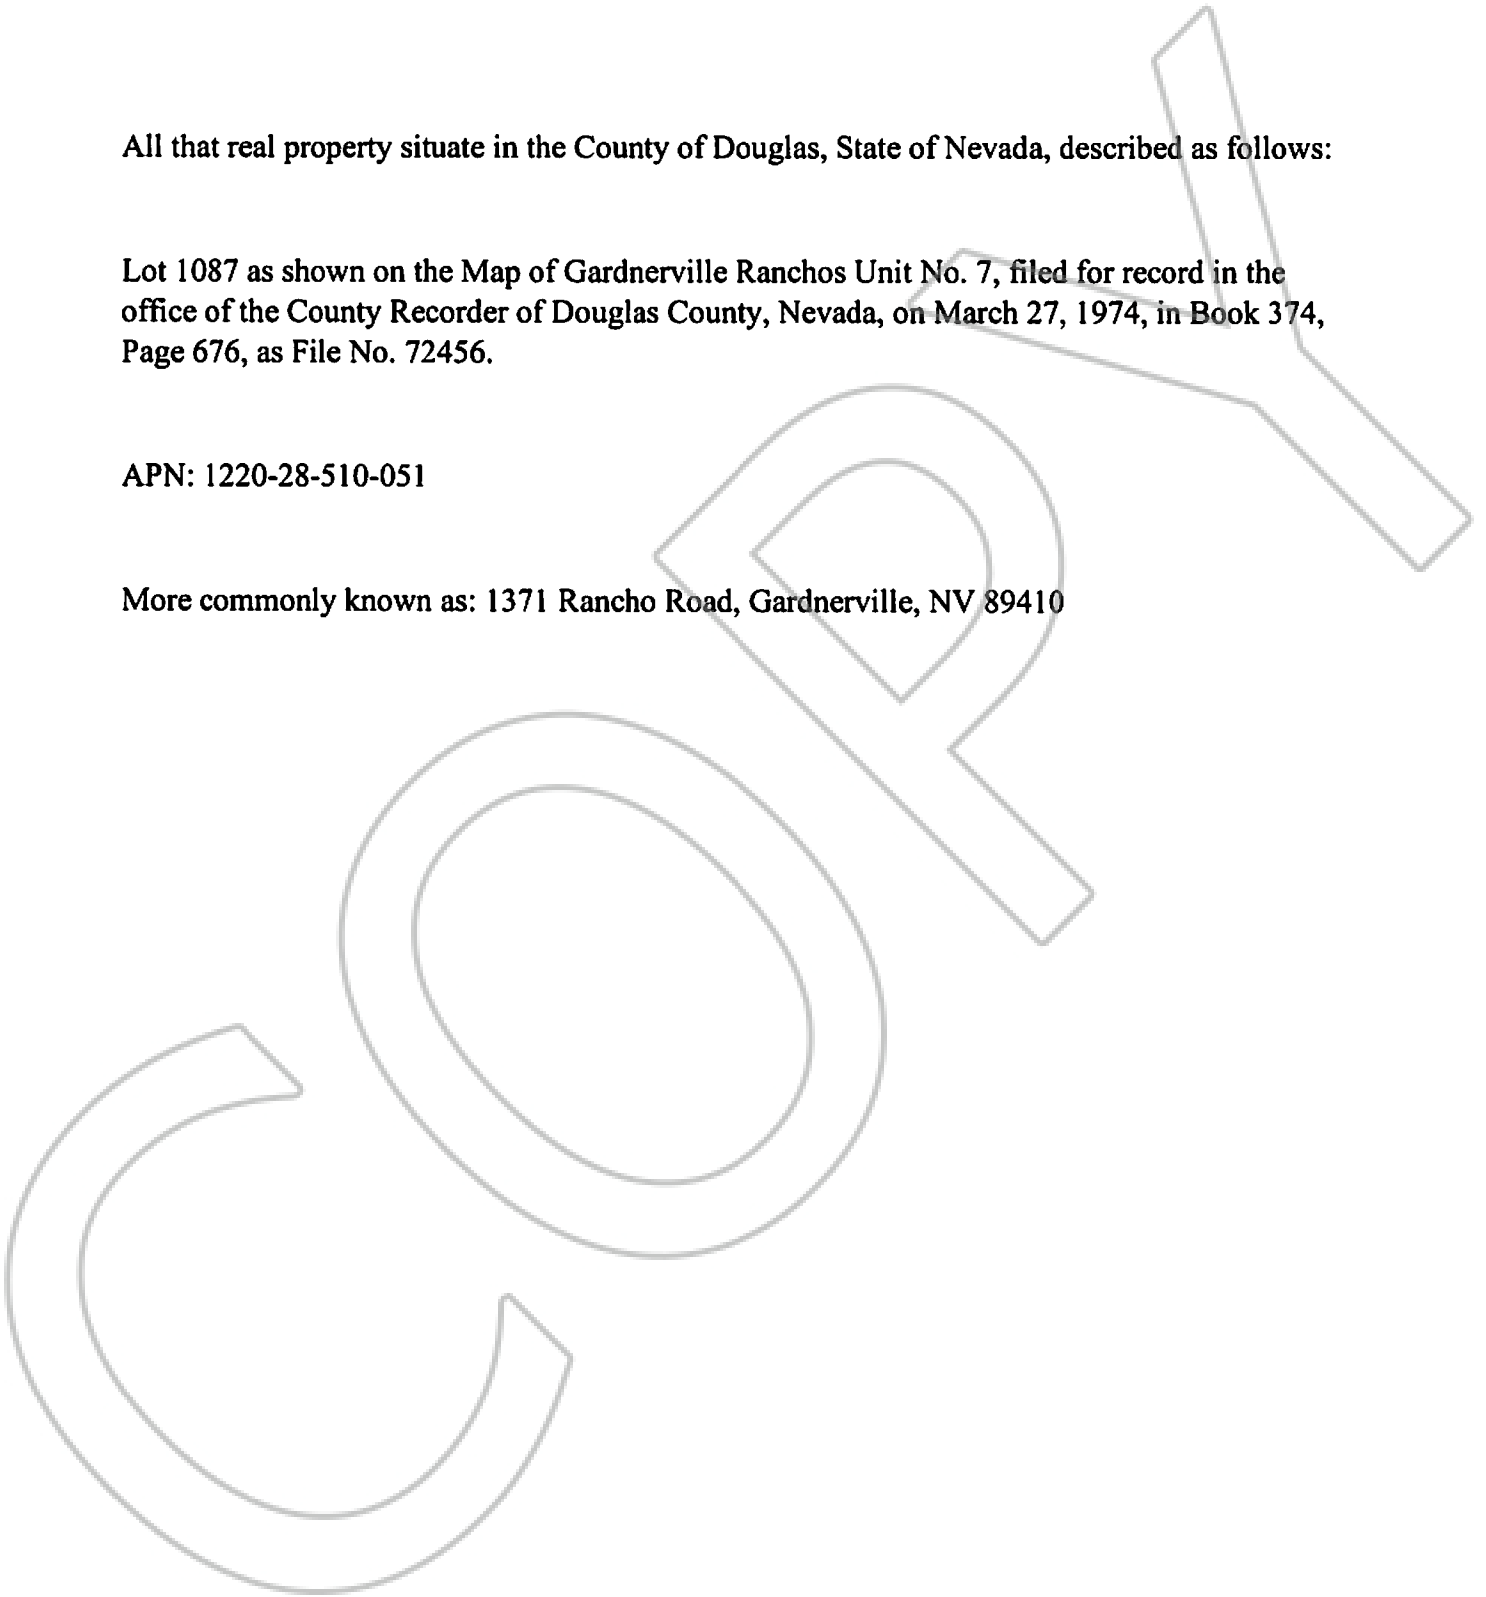 All that real property situate in the County of Douglas, State of Nevada, described as follows:
Lot 1087 as shown on the Map of Gardnerville Ranchos Unit No. 7, filed for record in the
office of the County Recorder of Douglas County, Nevada, on March 27, 1974, in Book 374,
Page 676, as File No. 72456.
APN: 1220-28-510-051
More commonly known as: 1371 Rancho Road, Gardnerville, NV 89410
COPY